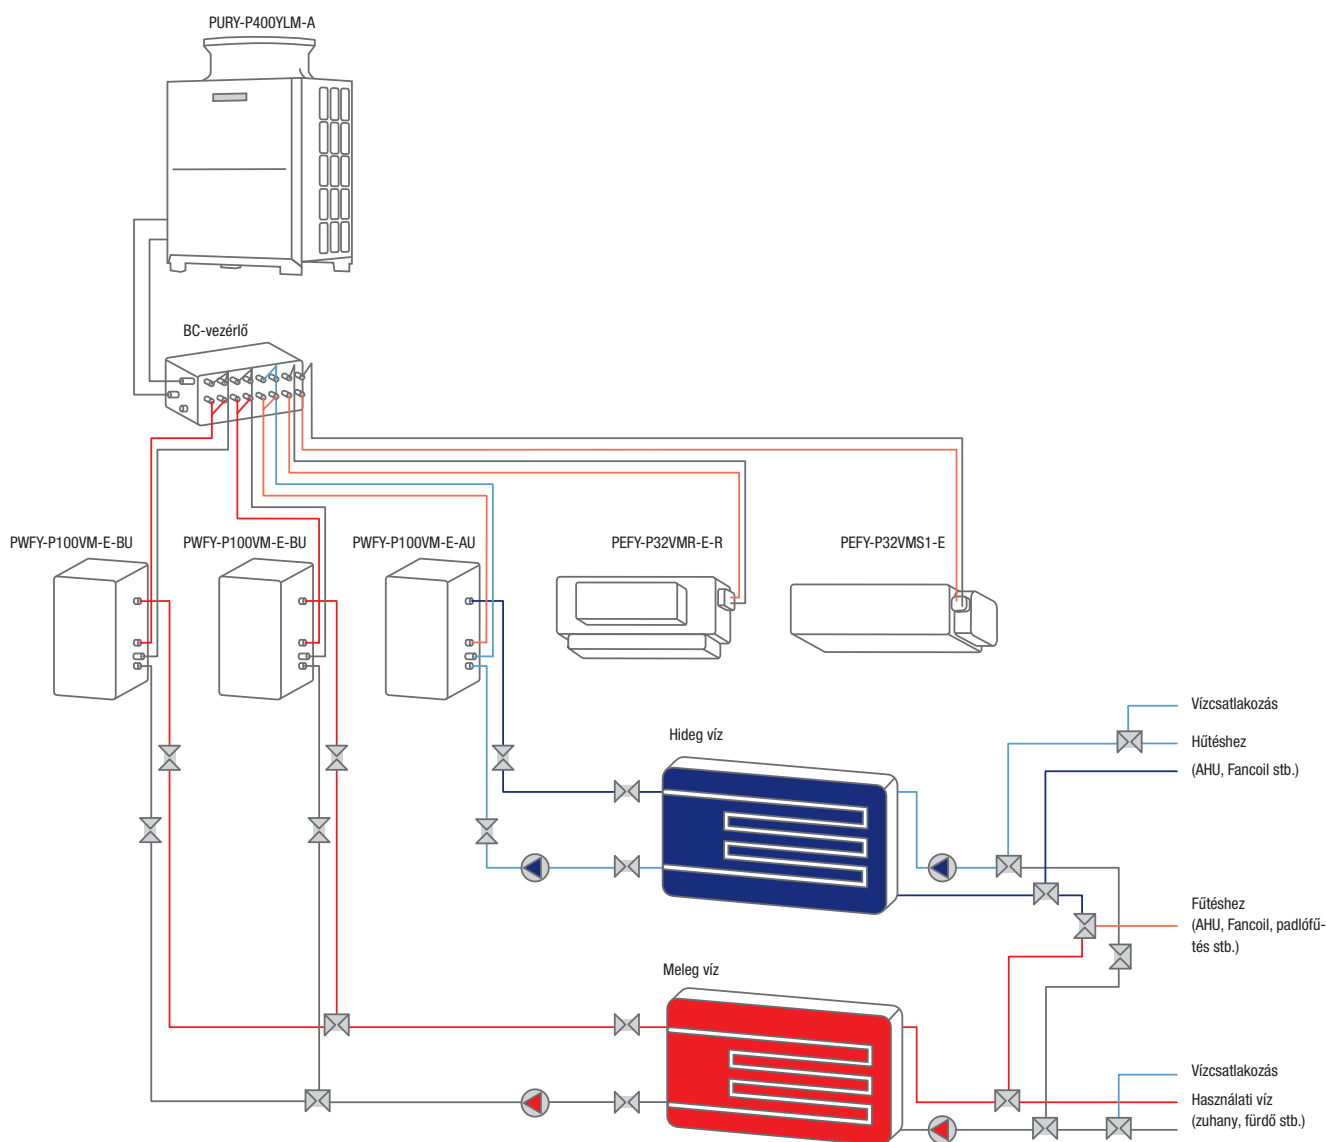 PURY-P400YLM-A
BC-vezérlő
PWFY-P100VM-E-BU
PWFY-P100VM-E-BU
PWFY-P100VM-E-AU
PEFY-P32VMR-E-R
PEFY-P32VMS1-E
Hideg víz
Vízcsatlakozás
Hűtéshez
(AHU, Fancoil stb.)
Fűtéshez
(AHU, Fancoil, padlófű-
tés stb.)
Meleg víz
Vízcsatlakozás
Használati víz
(zuhany, fürdő stb.)